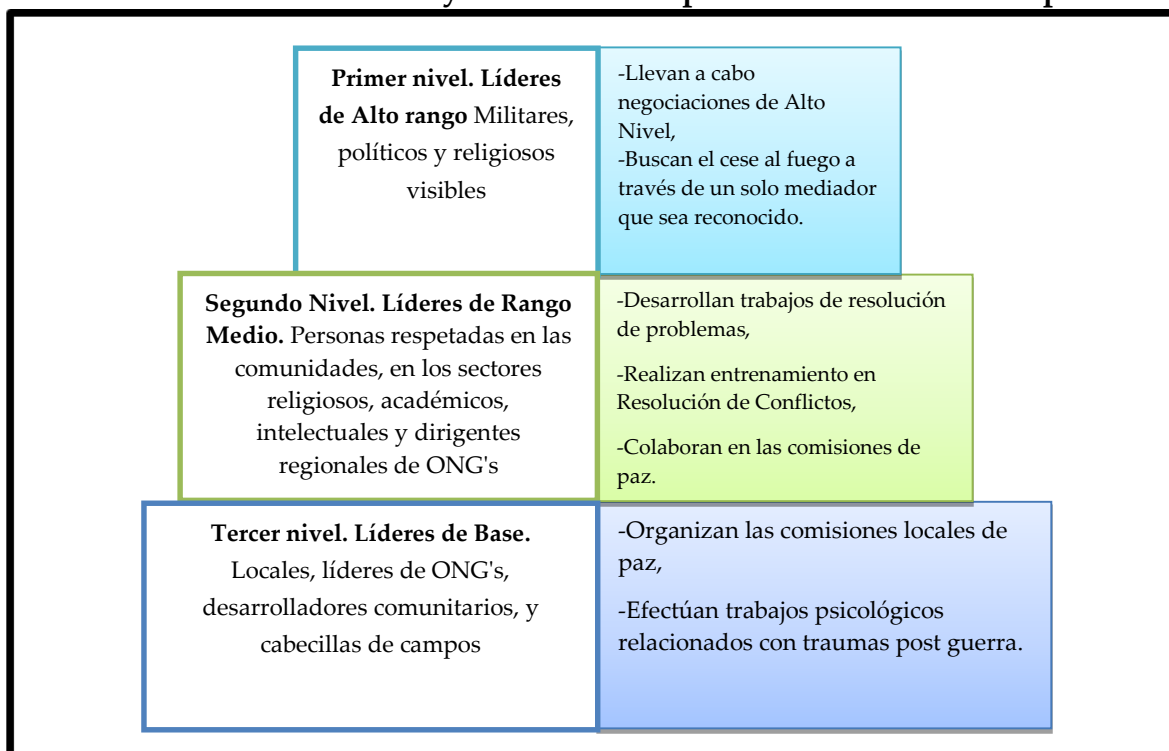 y
p
p
Primer nivel. Líderes
de Alto rango Militares,
políticos y religiosos
visibles
-Llevan a cabo
negociaciones de Alto
Nivel,
-Buscan el cese al fuego a
través de un solo mediador
que sea reconocido.
Segundo Nivel. Líderes de Rango
Medio. Personas respetadas en las
comunidades, en los sectores
religiosos, académicos,
intelectuales y dirigentes
regionales de ONG's
-Desarrollan trabajos de resolución
de problemas,
-Realizan entrenamiento en
Resolución de Conflictos,
-Colaboran en las comisiones de
paz.
Tercer nivel. Líderes de Base.
Locales, líderes de ONG's,
desarrolladores comunitarios, y
cabecillas de campos
-Organizan las comisiones locales de
paz,
-Efectúan trabajos psicológicos
relacionados con traumas post guerra.